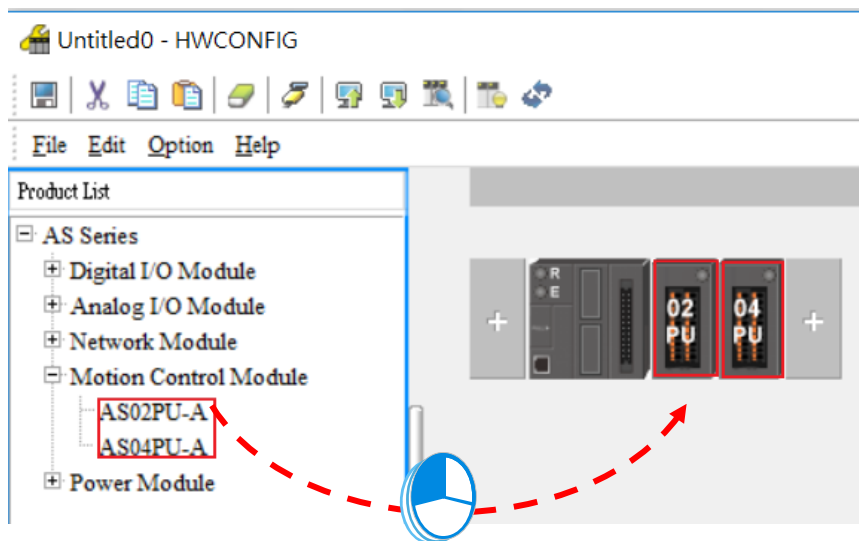 Untitled0 - HWCONFIG
File Edit Option Help
Product List
AS Series
Digital I/O Module
Analog I/O Module
Network Module
Motion Control Module
AS02PU-A
AS04PU-A
Power Module
R
E
02
PU
04
PU